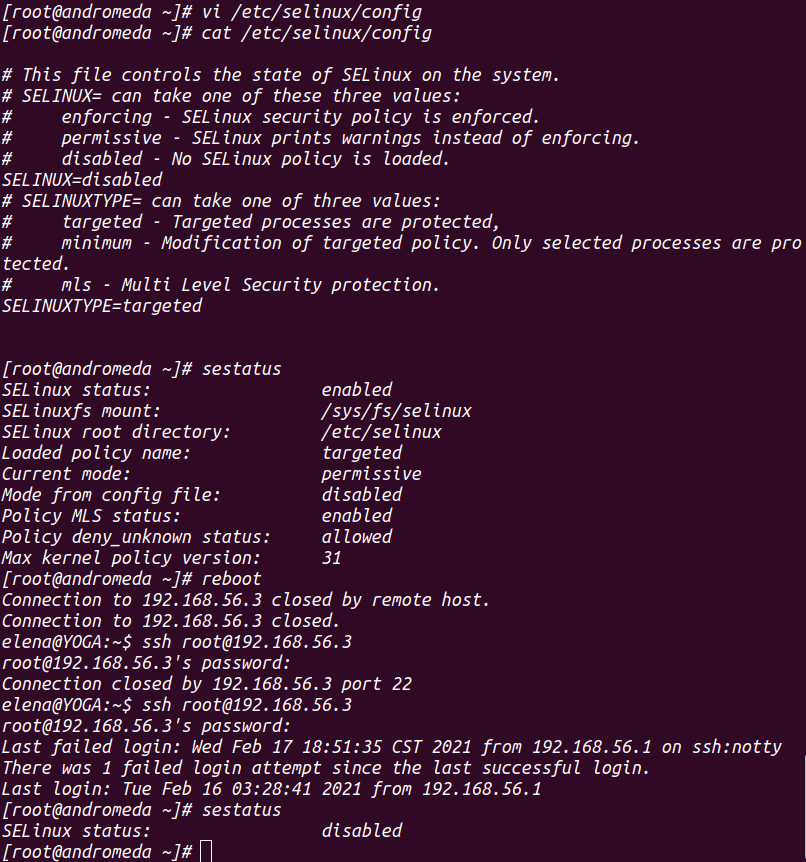 [root@andromeda ~]# vi /etc/selinux/config
[root@andromeda ~]# cat /etc/selinux/config
# This file controls the state of SELinux on the system.
# SELINUX= can take one of these three values:
#     enforcing - SELinux security policy is enforced.
#     permissive - SELinux prints warnings instead of enforcing.
#     disabled - No SELinux policy is loaded.
SELINUX=disabled
# SELINUXTYPE= can take one of three values:
#     targeted - Targeted processes are protected,
#     minimum - Modification of targeted policy. Only selected processes are pro
tected.
#     mls - Multi Level Security protection.
SELINUXTYPE=targeted
[root@andromeda ~]# sestatus
SELinux status:                 enabled
SELinuxfs mount:                /sys/fs/selinux
SELinux root directory:         /etc/selinux
Loaded policy name:             targeted
Current mode:                   permissive
Mode from config file:          disabled
Policy MLS status:              enabled
Policy deny_unknown status:     allowed
Max kernel policy version:      31
[root@andromeda ~]# reboot
Connection to 192.168.56.3 closed by remote host.
Connection to 192.168.56.3 closed.
elena@YOGA:~$ ssh root@192.168.56.3
root@192.168.56.3's password:
Connection closed by 192.168.56.3 port 22
elena@YOGA:~$ ssh root@192.168.56.3
root@192.168.56.3's password:
Last failed login: Wed Feb 17 18:51:35 CST 2021 from 192.168.56.1 on ssh:notty
There was 1 failed login attempt since the last successful login.
Last login: Tue Feb 16 03:28:41 2021 from 192.168.56.1
[root@andromeda ~]# sestatus
SELinux status:                 disabled
[root@andromeda ~]#